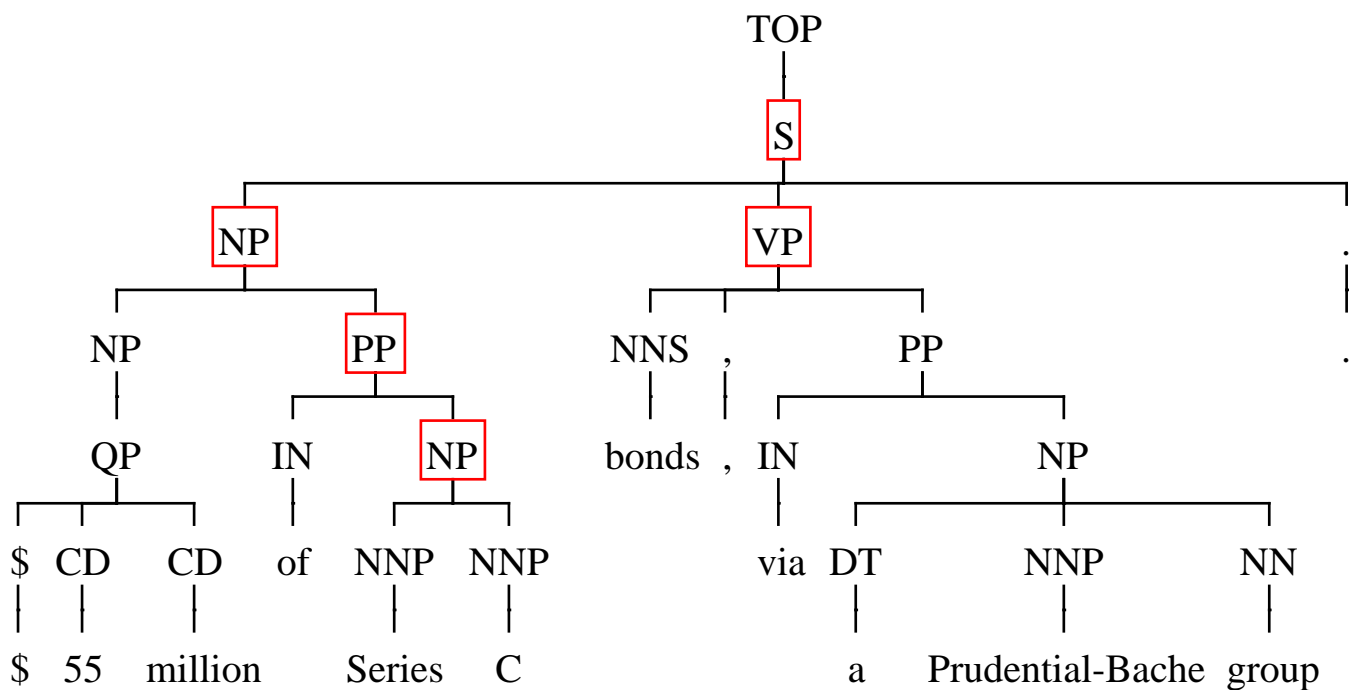 TOP
S
NP VP .
NP PP NNS , PP .
QP IN NP bonds , IN NP
$ CD CD of NNP NNP via DT NNP NN
$ 55 million Series C a Prudential-Bache group